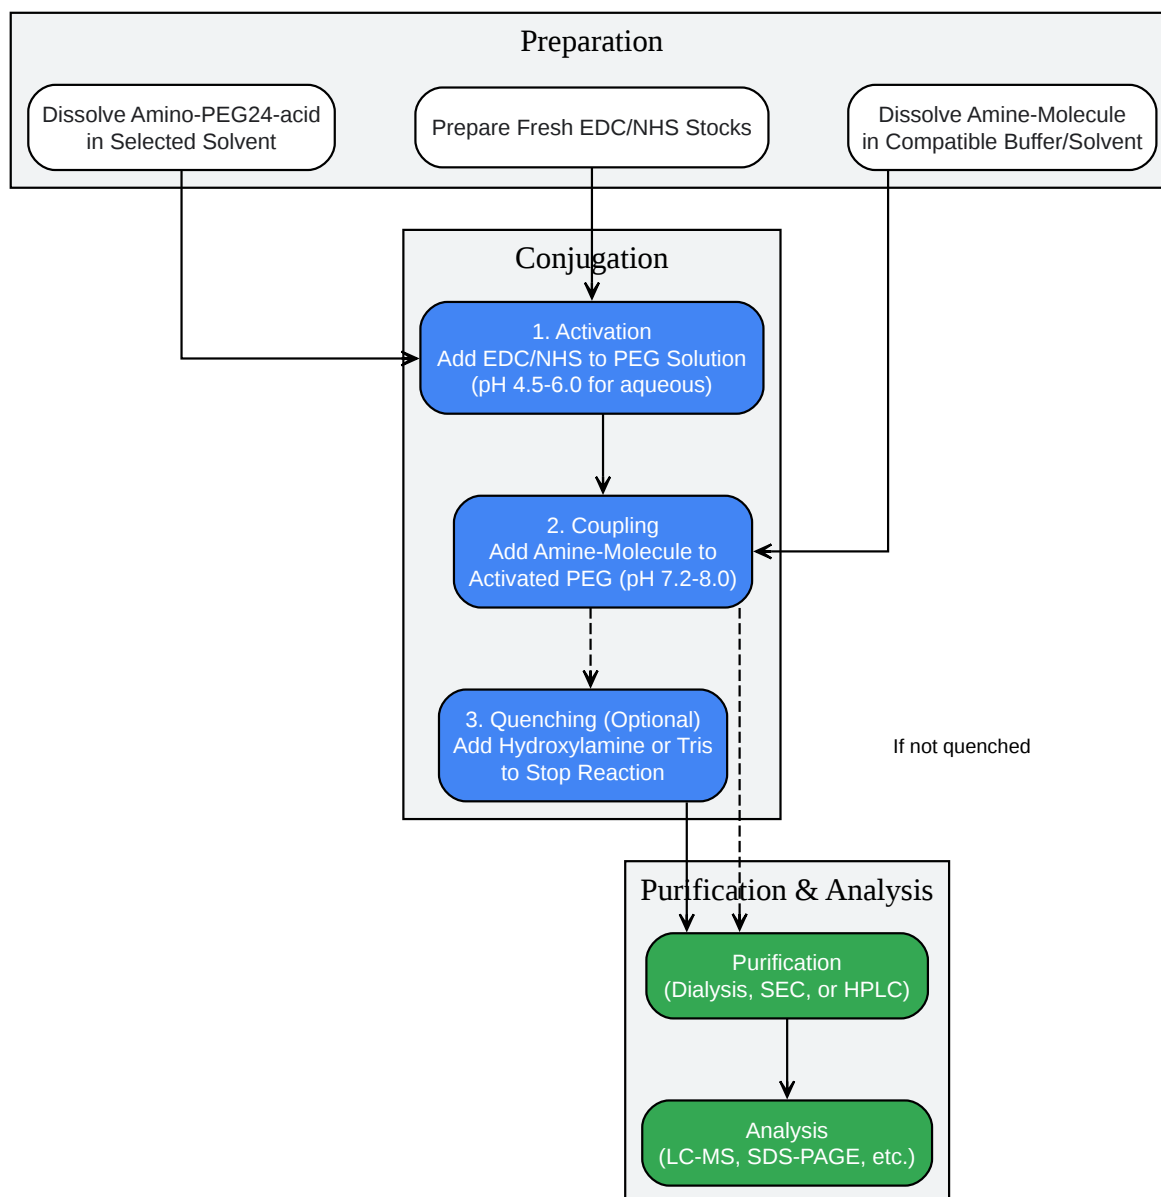 Preparation
Dissolve Amino-PEG24-acid
in Selected Solvent
Prepare Fresh EDC/NHS Stocks
Dissolve Amine-Molecule
in Compatible Buffer/Solvent
Conjugation
1. Activation
Add EDC/NHS to PEG Solution
(pH 4.5-6.0 for aqueous)
2. Coupling
Add Amine-Molecule to
Activated PEG (pH 7.2-8.0)
3. Quenching (Optional)
Add Hydroxylamine or Tris
to Stop Reaction
If not quenched
Purification & Analysis
Purification
(Dialysis, SEC, or HPLC)
Analysis
(LC-MS, SDS-PAGE, etc.)